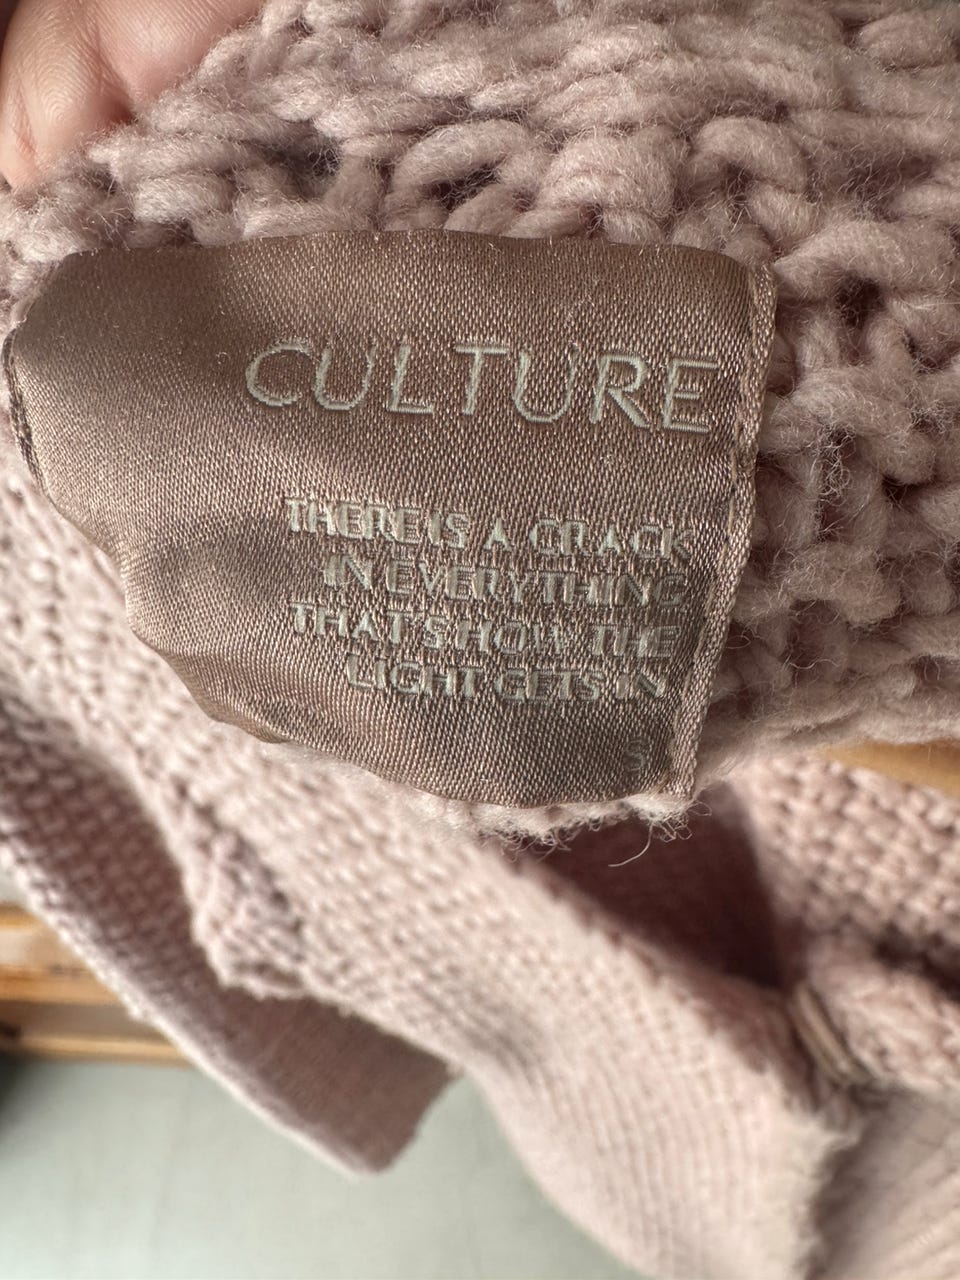 CULTURE
THERE IS A CRACK
IN EVERYTHING
THAT'S HOW THE
LIGHT GETS IN
S